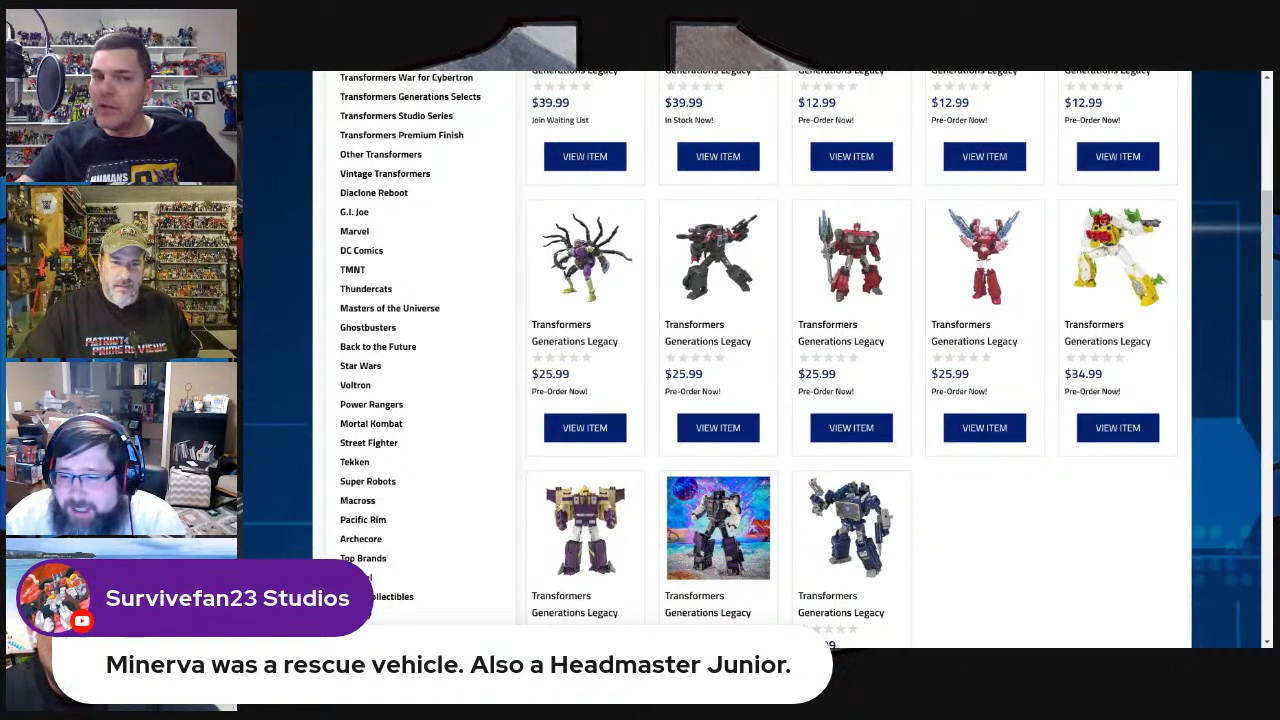 HUMANS
PATRIOT PRIME REVIEWS
Transformers War for Cybertron
Transformers Generations Selects
Transformers Studio Series
Transformers Premium Finish
Other Transformers
Vintage Transformers
Diaclone Reboot
G.I. Joe
Marvel
DC Comics
TMNT
Thundercats
Masters of the Universe
Ghostbusters
Back to the Future
Star Wars
Voltron
Power Rangers
Mortal Kombat
Street Fighter
Tekken
Super Robots
Macross
Pacific Rim
Archecore
Top Brands
Generations Legacy Generations Legacy Generations Legacy Generations Legacy Generations Legacy
$39.99 $39.99 $12.99 $12.99 $12.99
Join Waiting List In Stock Now! Pre-Order Now! Pre-Order Now! Pre-Order Now!
VIEW ITEM VIEW ITEM VIEW ITEM VIEW ITEM VIEW ITEM
Transformers Transformers Transformers Transformers Transformers
Generations Legacy Generations Legacy Generations Legacy Generations Legacy Generations Legacy
$25.99 $25.99 $25.99 $25.99 $34.99
Pre-Order Now! Pre-Order Now! Pre-Order Now! Pre-Order Now! Pre-Order Now!
VIEW ITEM VIEW ITEM VIEW ITEM VIEW ITEM VIEW ITEM
Transformers Transformers Transformers
Generations Legacy Generations Legacy Generations Legacy
Survivefan23 Studios
Minerva was a rescue vehicle. Also a Headmaster Junior.